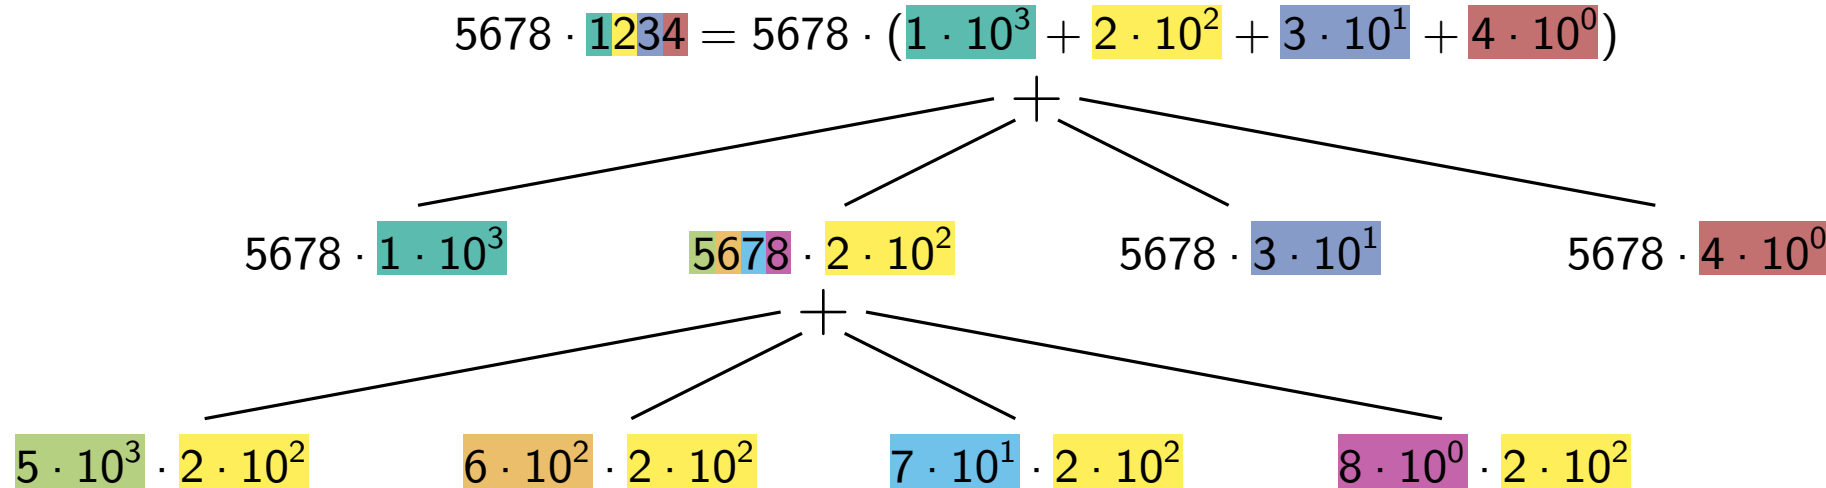 5678 · 1234 = 5678 · (1 · 10³ + 2 · 10² + 3 · 10¹ + 4 · 10⁰)
+
5678 · 1 · 10³ 5678 · 2 · 10² 5678 · 3 · 10¹ 5678 · 4 · 10⁰
+
5 · 10³ · 2 · 10² 6 · 10² · 2 · 10² 7 · 10¹ · 2 · 10² 8 · 10⁰ · 2 · 10²